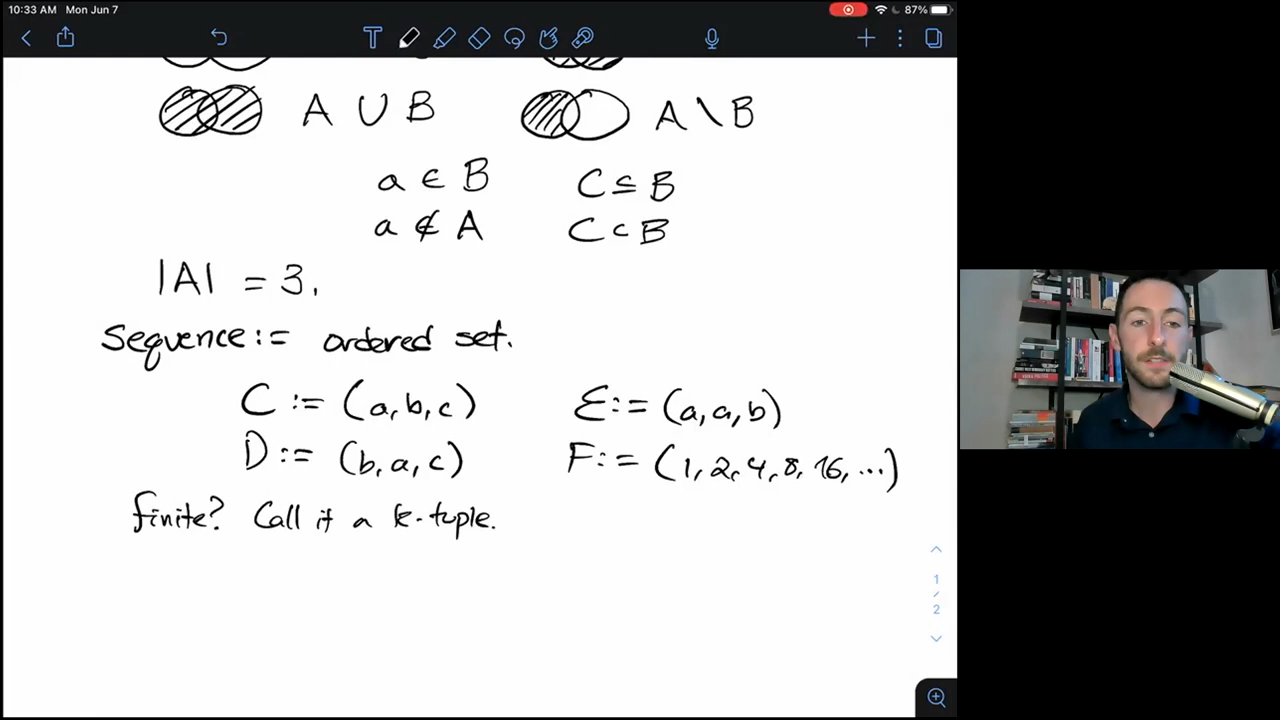 10:33 AM Mon Jun 7
87%
A ∪ B
A \ B
a ∈ B
C ⊆ B
a ∉ A
C ⊂ B
|A| = 3.
Sequence := ordered set.
C := (a, b, c)
E := (a, a, b)
D := (b, a, c)
F := (1, 2, 4, 8, 16, ...)
finite? Call it a k-tuple.
1
/
2